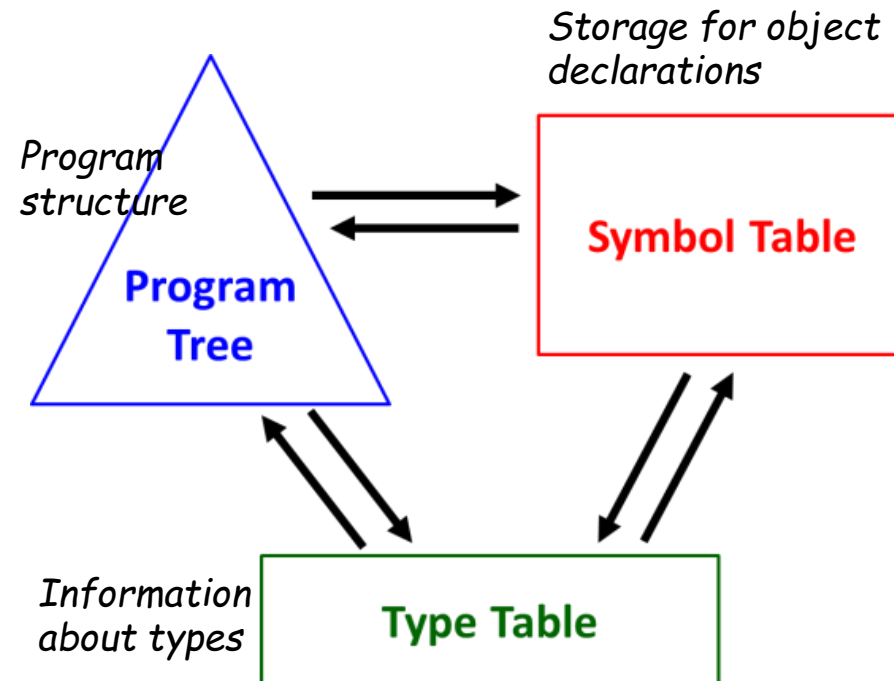 Storage for object
declarations
Program
structure
Symbol Table
Program
Tree
Information
about types
Type Table